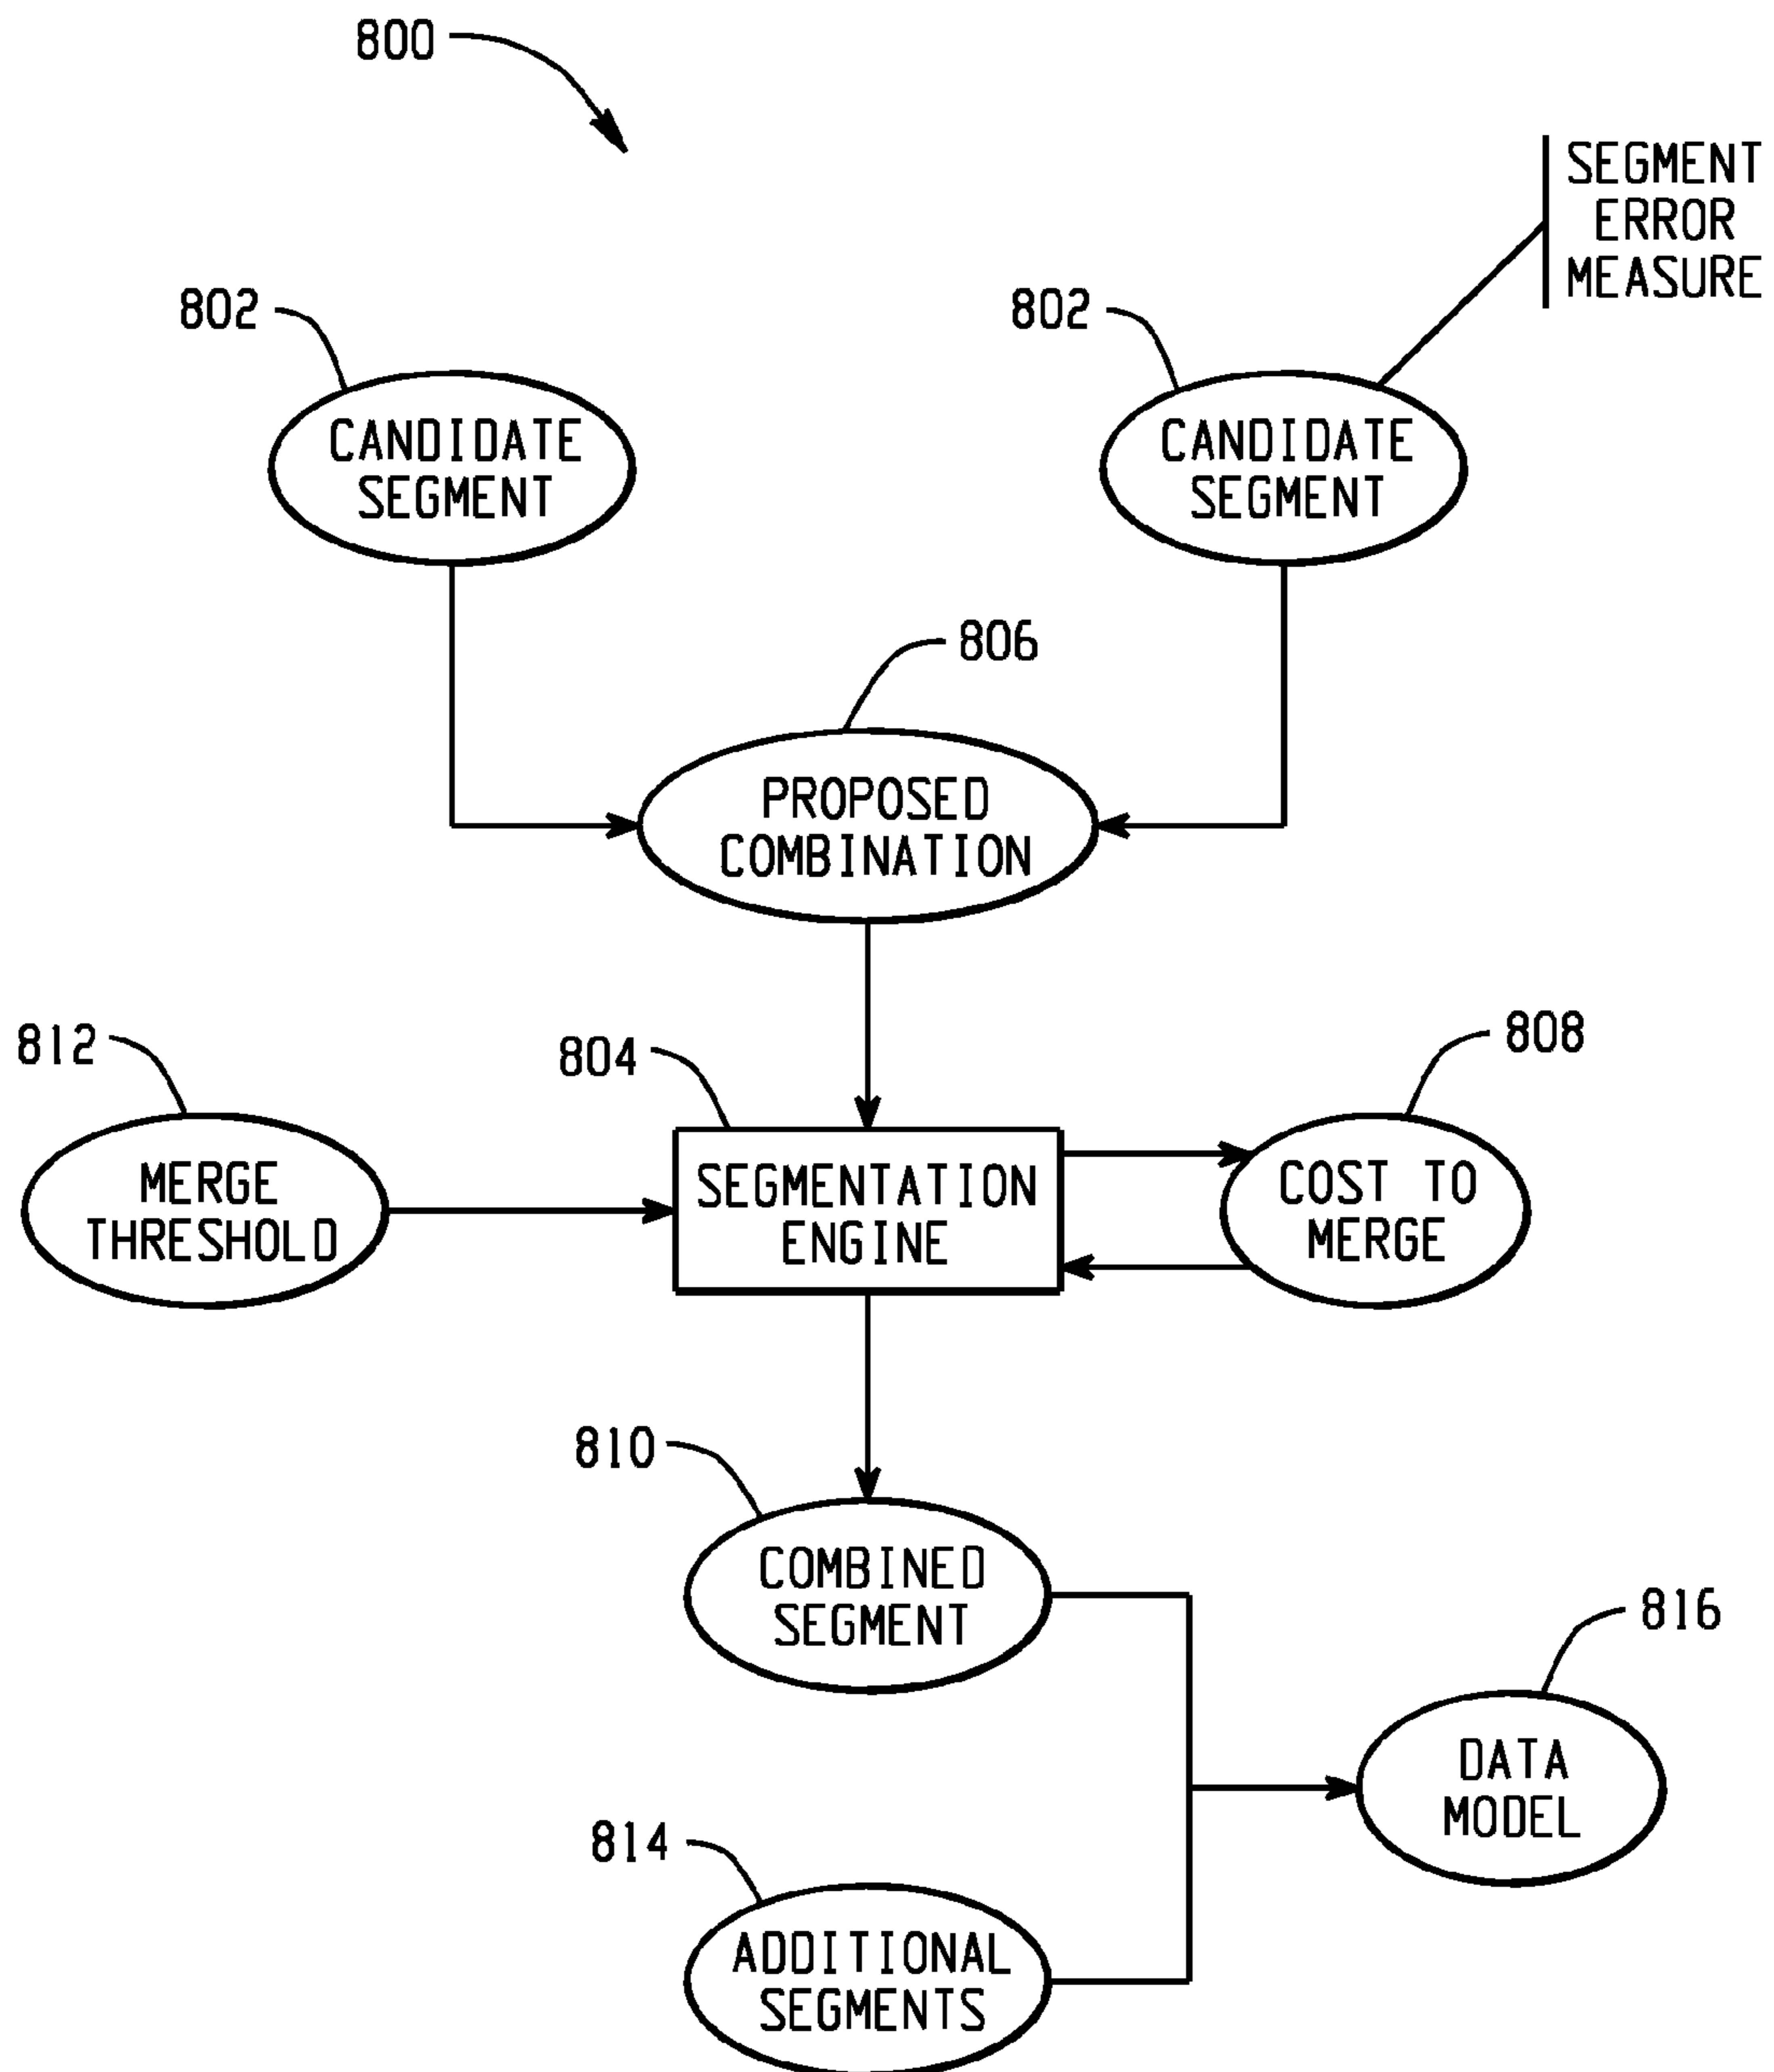 800
SEGMENT
ERROR
MEASURE
802
802
CANDIDATE
SEGMENT
CANDIDATE
SEGMENT
806
PROPOSED
COMBINATION
812
804
808
MERGE
THRESHOLD
SEGMENTATION
ENGINE
COST TO
MERGE
810
COMBINED
SEGMENT
816
DATA
MODEL
814
ADDITIONAL
SEGMENTS